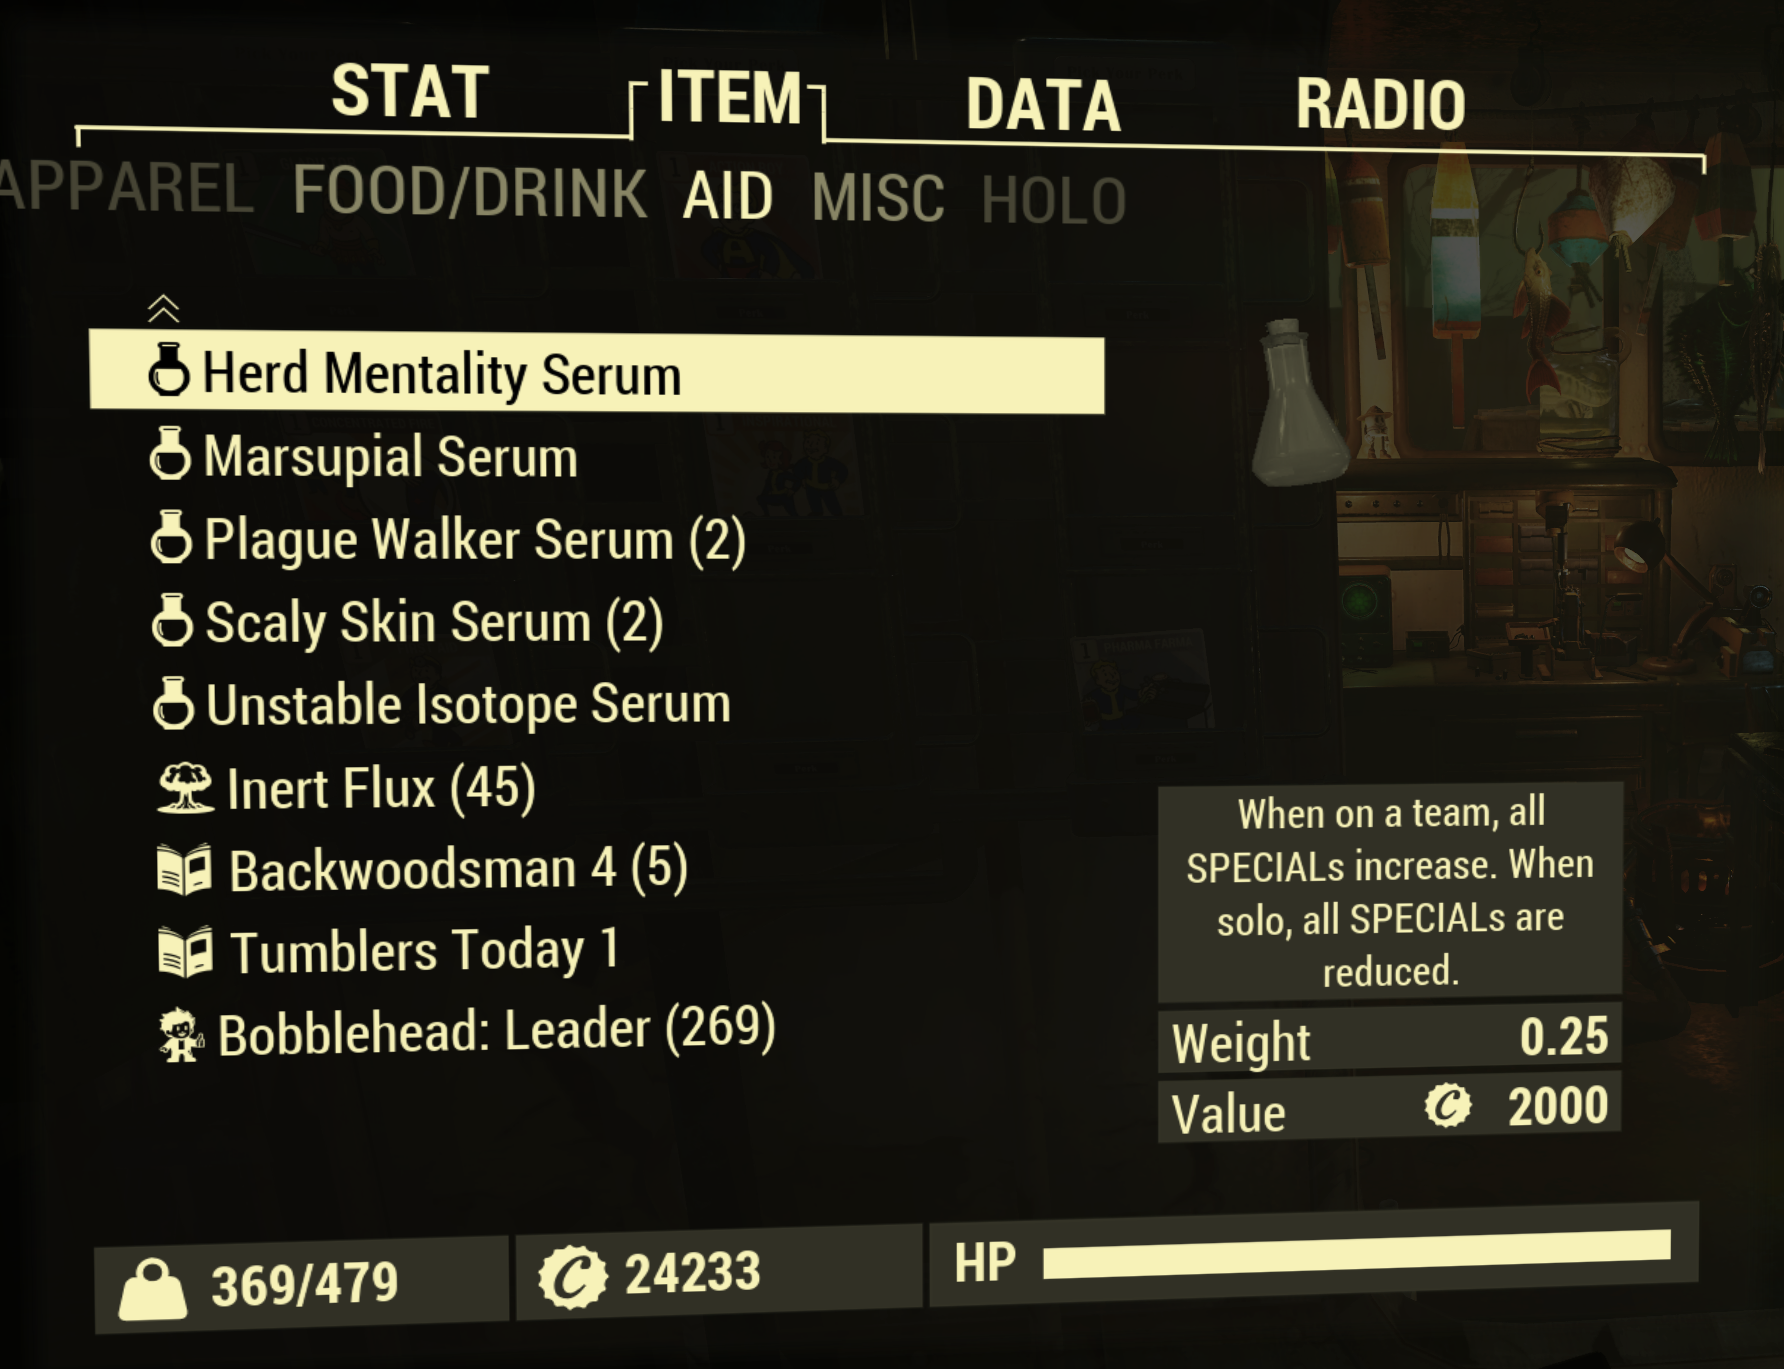 STAT ITEM DATA RADIO
APPAREL FOOD/DRINK AID MISC HOLO
Herd Mentality Serum
Marsupial Serum
Plague Walker Serum (2)
Scaly Skin Serum (2)
Unstable Isotope Serum
Inert Flux (45)
Backwoodsman 4 (5)
Tumblers Today 1
Bobblehead: Leader (269)
When on a team, all
SPECIALs increase. When
solo, all SPECIALs are
reduced.
Weight 0.25
Value 2000
369/479 24233 HP